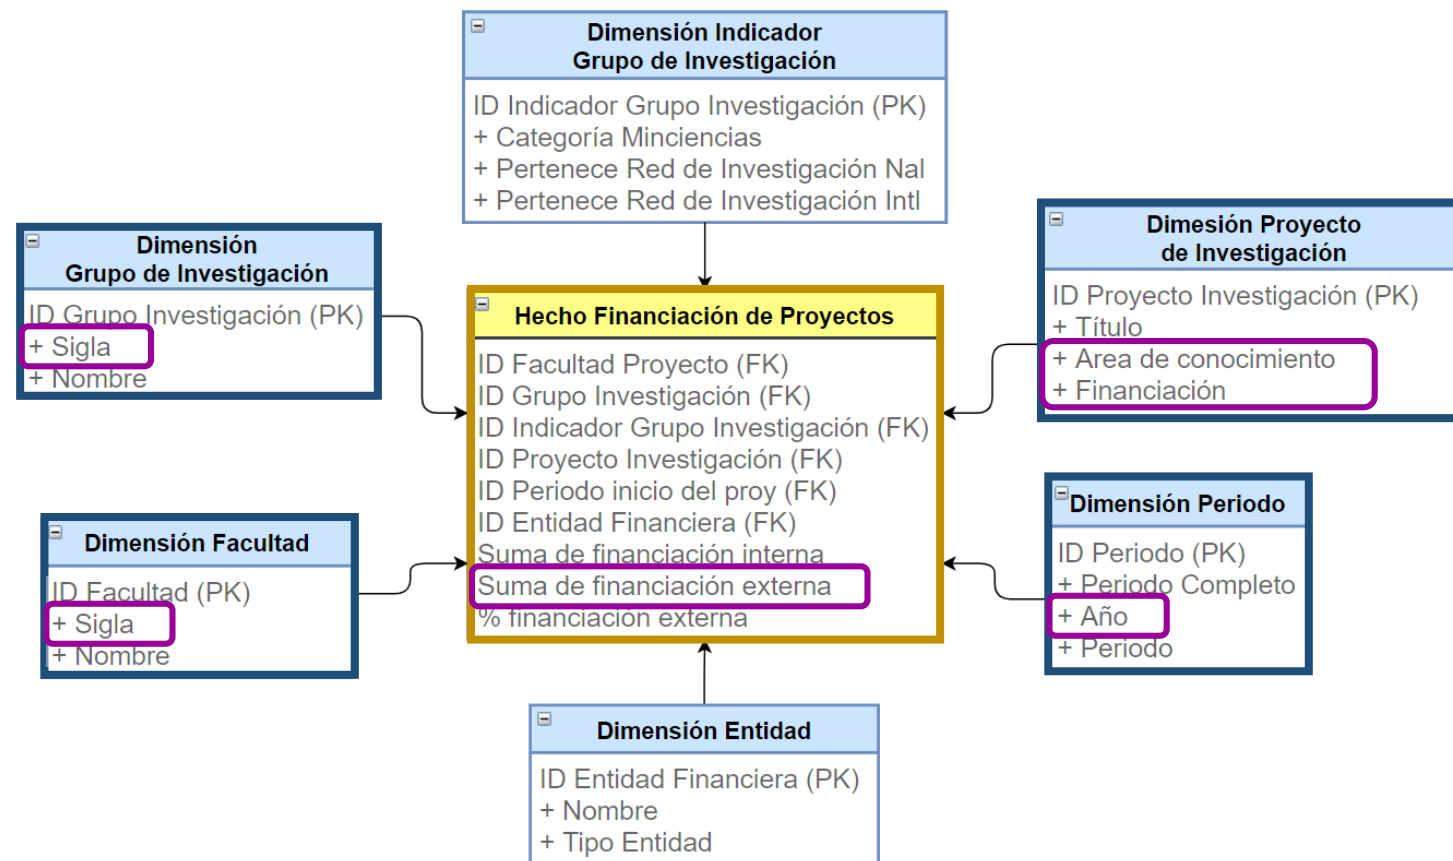 Dimensión Indicador
Grupo de Investigación
ID Indicador Grupo Investigación (PK)
+ Categoría Minciencias
+ Pertenece Red de Investigación Nal
+ Pertenece Red de Investigación Intl
Dimensión
Grupo de Investigación
ID Grupo Investigación (PK)
+ Sigla
+ Nombre
Dimesión Proyecto
de Investigación
ID Proyecto Investigación (PK)
+ Título
+ Area de conocimiento
+ Financiación
Hecho Financiación de Proyectos
ID Facultad Proyecto (FK)
ID Grupo Investigación (FK)
ID Indicador Grupo Investigación (FK)
ID Proyecto Investigación (FK)
ID Periodo inicio del proy (FK)
ID Entidad Financiera (FK)
Suma de financiación interna
Suma de financiación externa
% financiación externa
Dimensión Facultad
ID Facultad (PK)
+ Sigla
+ Nombre
Dimensión Periodo
ID Periodo (PK)
+ Periodo Completo
+ Año
+ Periodo
Dimensión Entidad
ID Entidad Financiera (PK)
+ Nombre
+ Tipo Entidad